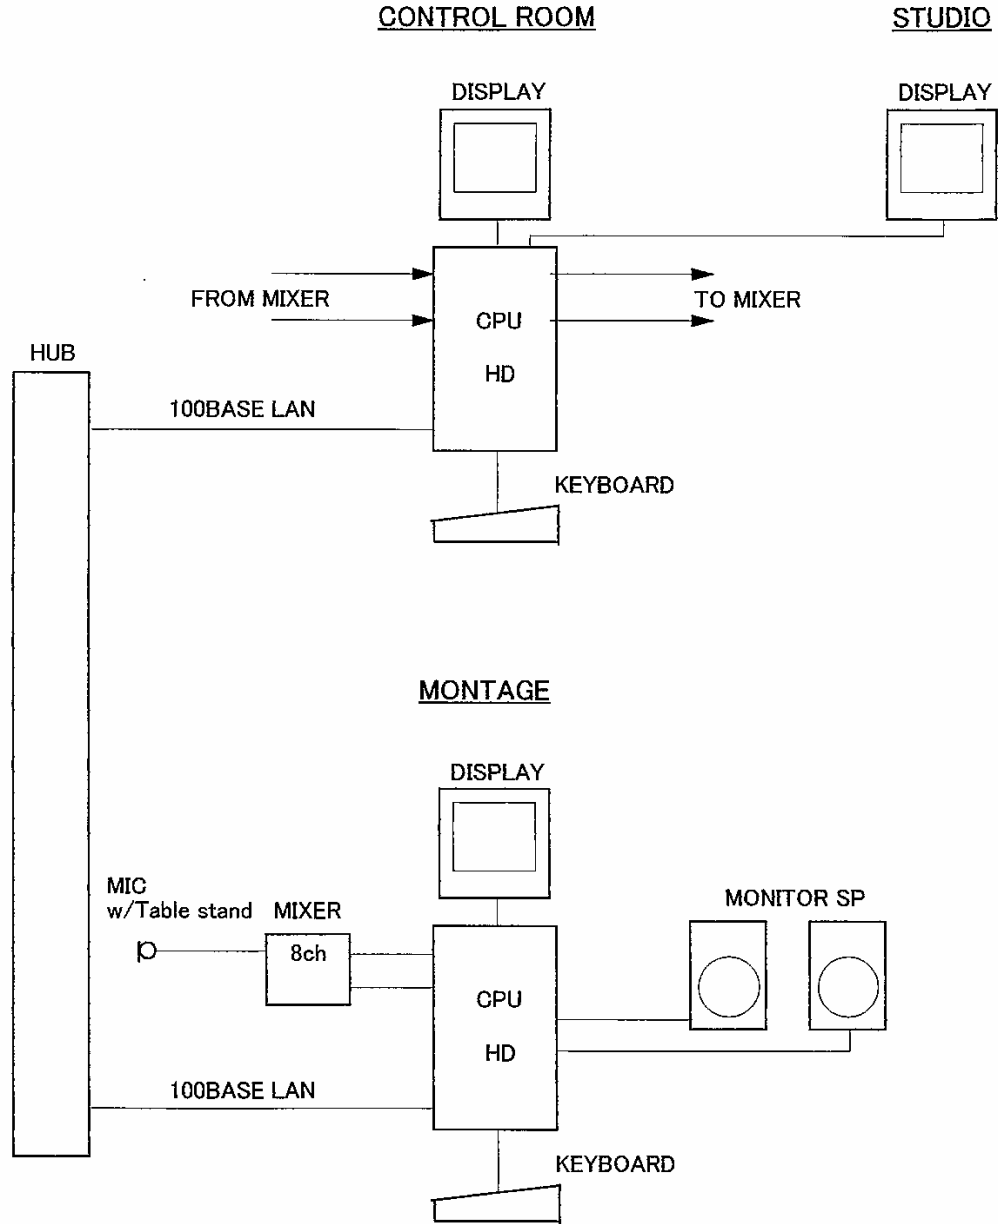 CONTROL ROOM
STUDIO
DISPLAY
DISPLAY
FROM MIXER
TO MIXER
CPU
HD
HUB
100BASE LAN
KEYBOARD
MONTAGE
DISPLAY
MIC
w/Table stand
MIXER
8ch
MONITOR SP
CPU
HD
100BASE LAN
KEYBOARD